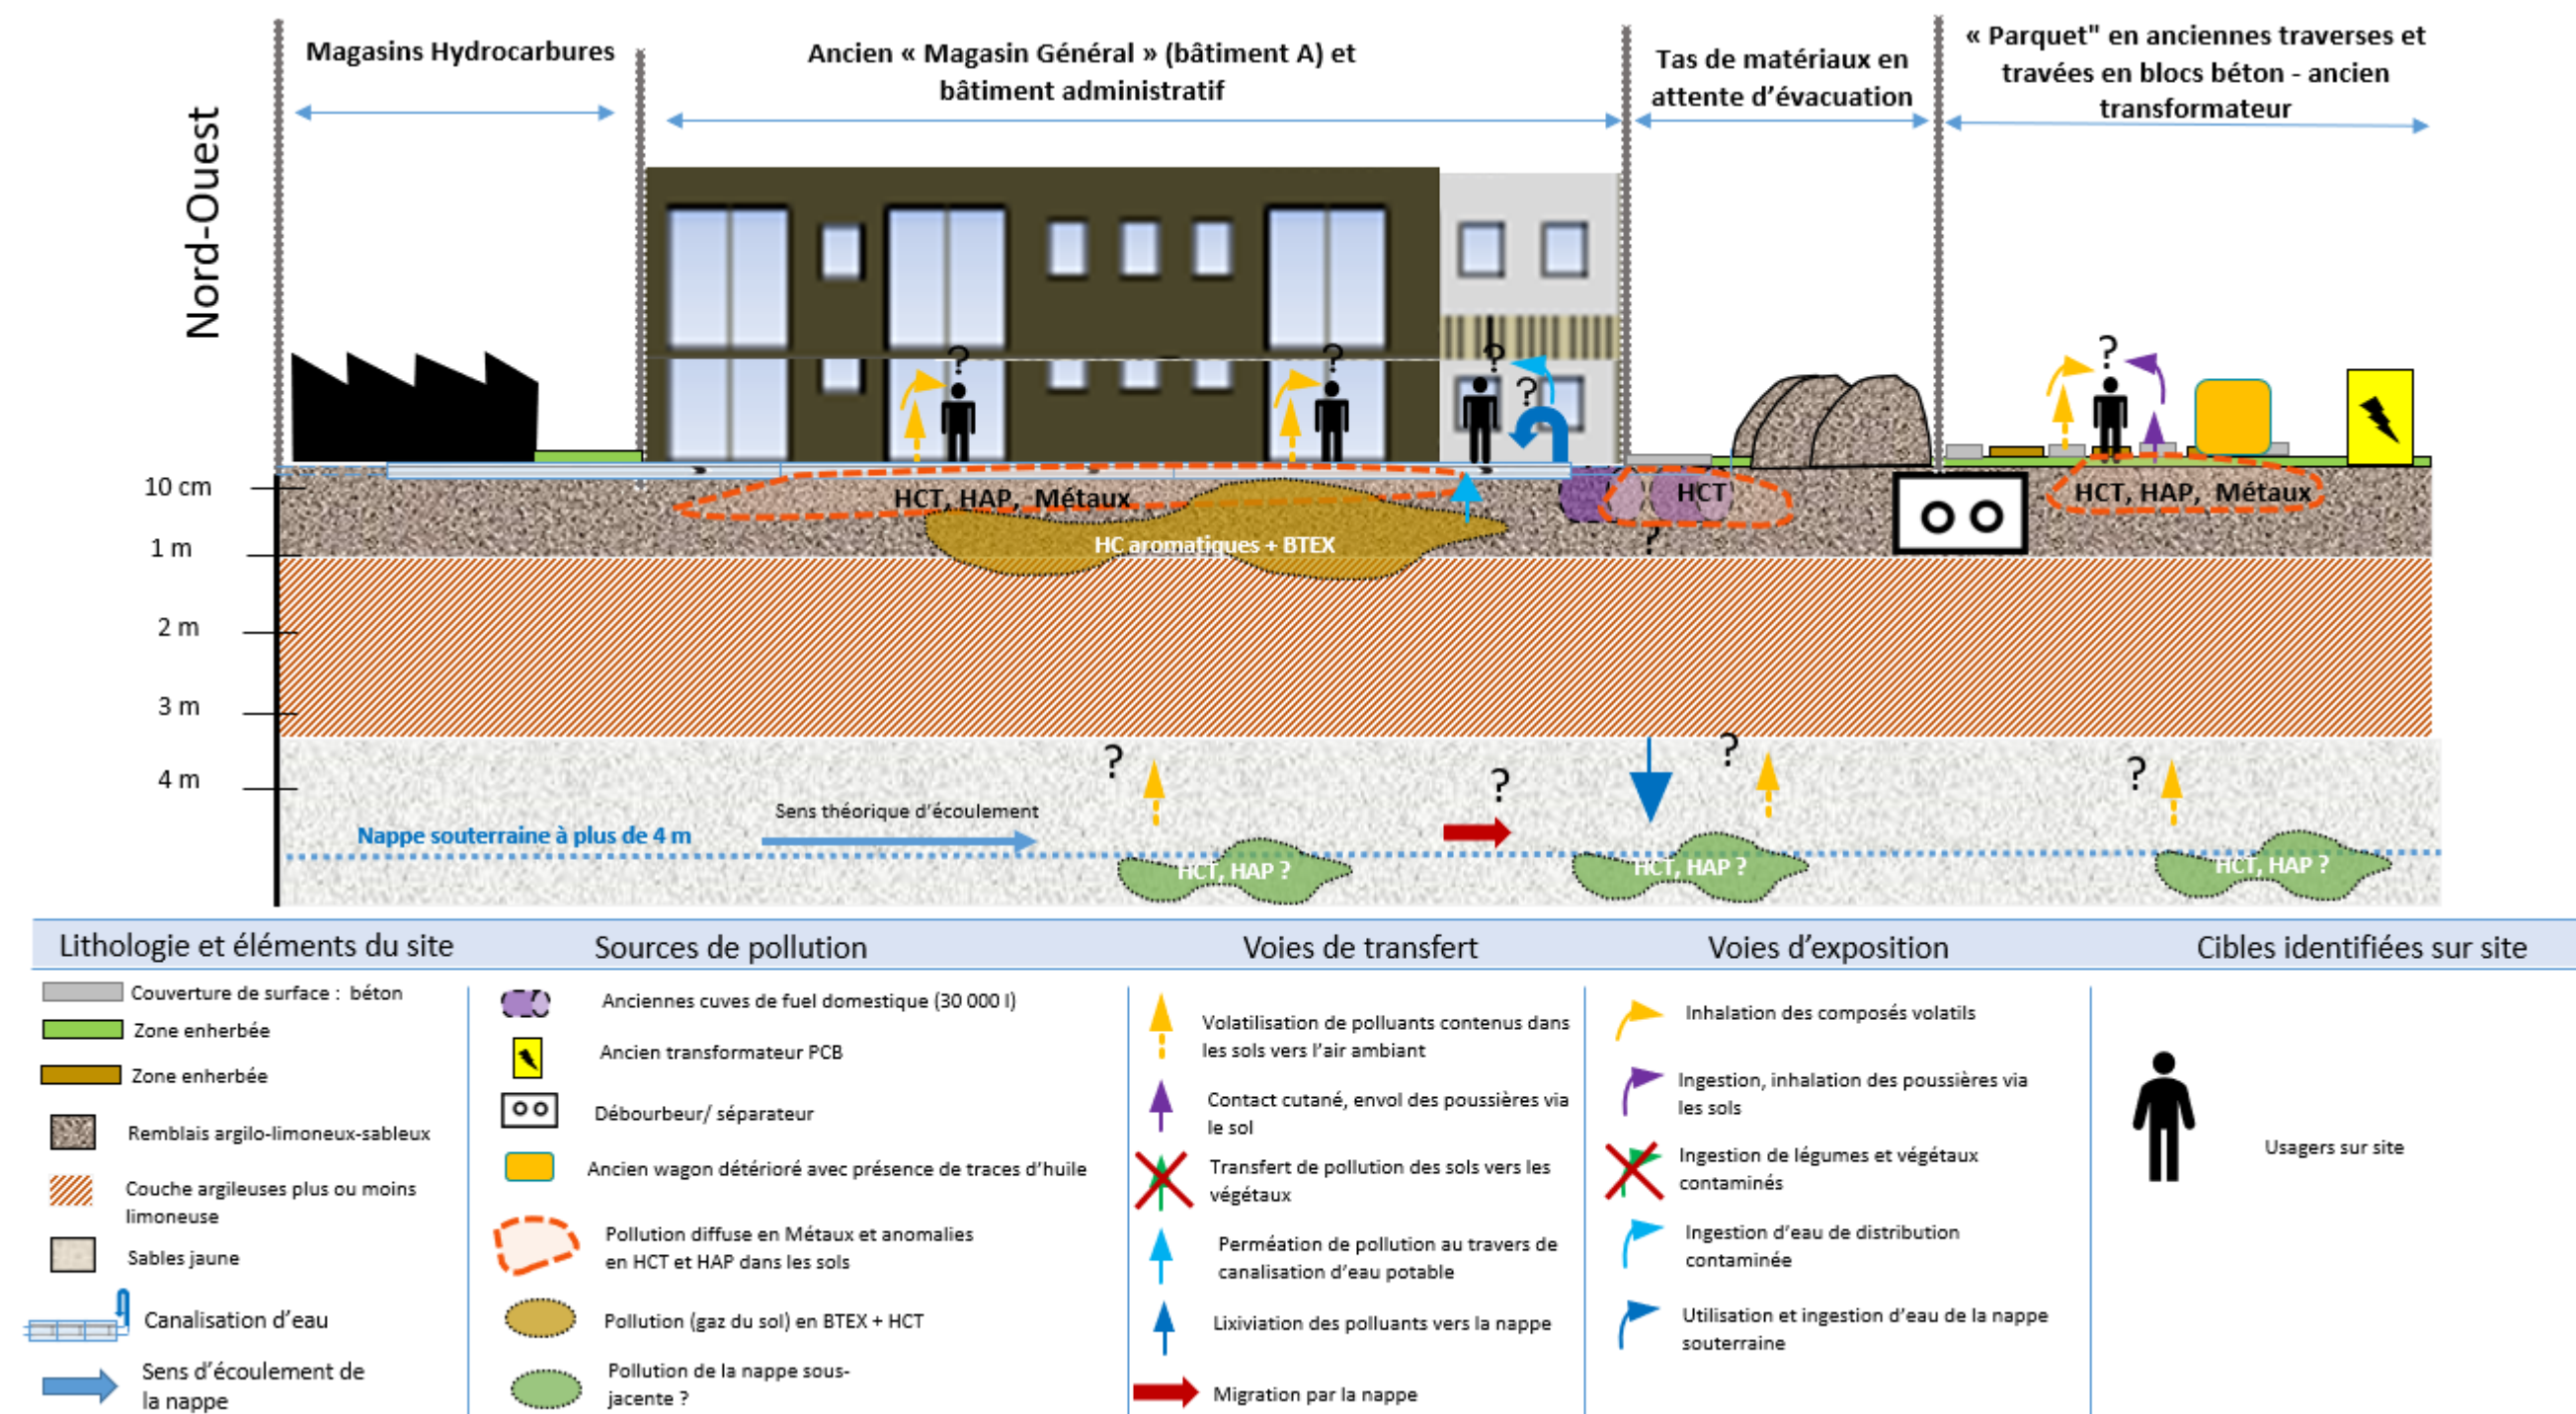 Magasins Hydrocarbures
Ancien « Magasin Général » (bâtiment A) et
bâtiment administratif
Tas de matériaux en
attente d’évacuation
« Parquet" en anciennes traverses et
travées en blocs béton - ancien
transformateur
Nord-Ouest
?
?
?
?
?
10 cm
HCT, HAP, Métaux
HCT
HCT, HAP, Métaux
1 m
HC aromatiques + BTEX
?
2 m
3 m
?
?
?
?
4 m
Sens théorique d’écoulement
Nappe souterraine à plus de 4 m
HCT, HAP ?
HCT, HAP ?
HCT, HAP ?
Lithologie et éléments du site
Couverture de surface : béton
Zone enherbée
Zone enherbée
Remblais argilo-limoneux-sableux
Couche argileuses plus ou moins
limoneuse
Sables jaune
Canalisation d’eau
Sens d’écoulement de
la nappe
Sources de pollution
Anciennes cuves de fuel domestique (30 000 l)
Ancien transformateur PCB
Débourbeur/ séparateur
Ancien wagon détérioré avec présence de traces d’huile
Pollution diffuse en Métaux et anomalies
en HCT et HAP dans les sols
Pollution (gaz du sol) en BTEX + HCT
Pollution de la nappe sous-
jacente ?
Voies de transfert
Volatilisation de polluants contenus dans
les sols vers l’air ambiant
Contact cutané, envol des poussières via
le sol
Transfert de pollution des sols vers les
végétaux
Perméation de pollution au travers de
canalisation d’eau potable
Lixiviation des polluants vers la nappe
Migration par la nappe
Voies d’exposition
Inhalation des composés volatils
Ingestion, inhalation des poussières via
les sols
Ingestion de légumes et végétaux
contaminés
Ingestion d’eau de distribution
contaminée
Utilisation et ingestion d’eau de la nappe
souterraine
Cibles identifiées sur site
Usagers sur site